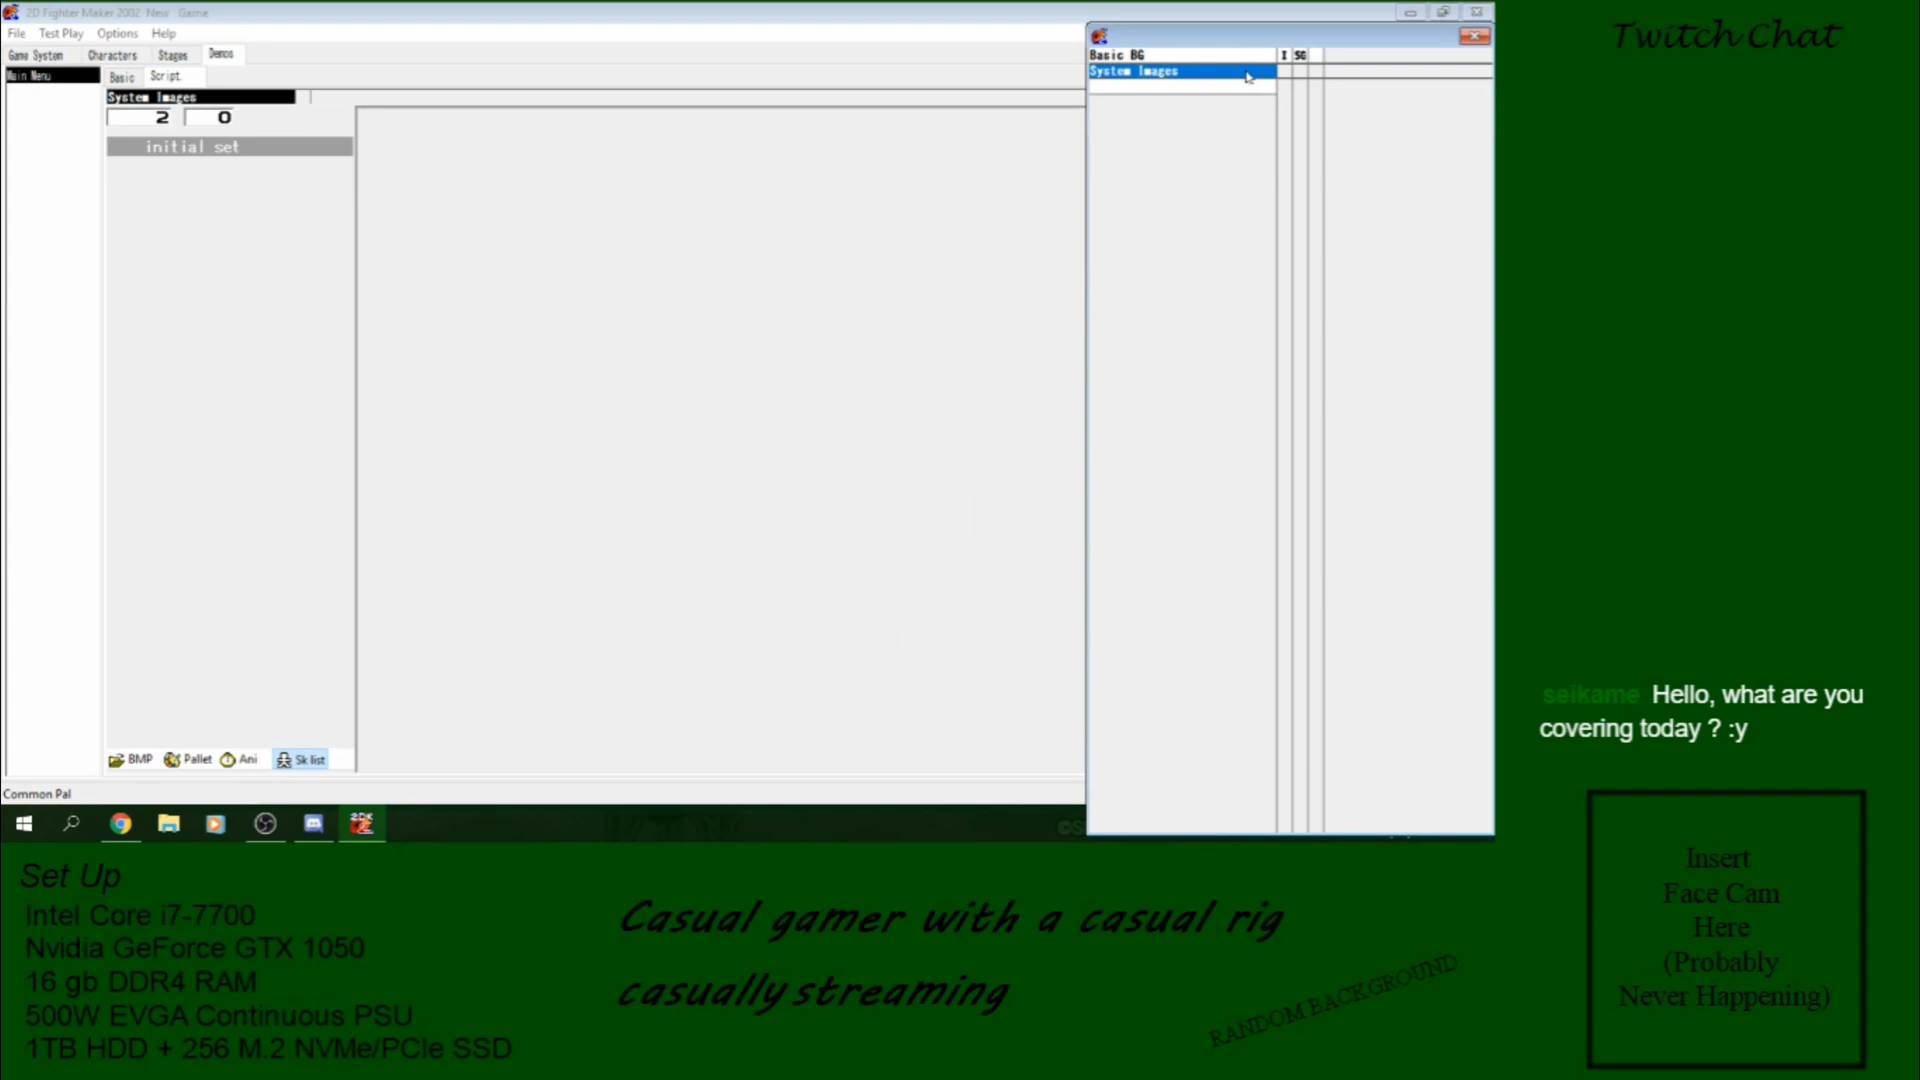 2D Fighter Maker 2002 New Game
File Test Play Options Help
Game System Characters Stages Demos
Main Menu
Basic Script
System Images
2 0
initial set
BMP Pallet Ani Sk list
Common Pal
Basic BG I SG
System Images
Twitch Chat
seikame Hello, what are you
covering today ? :y
Set Up
Intel Core i7-7700
Nvidia GeForce GTX 1050
16 gb DDR4 RAM
500W EVGA Continuous PSU
1TB HDD + 256 M.2 NVMe/PCIe SSD
Casual gamer with a casual rig
casually streaming
RANDOM BACKGROUND
Insert
Face Cam
Here
(Probably
Never Happening)